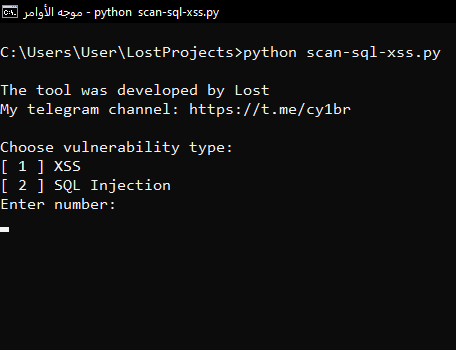 موجه الأوامر - python scan-sql-xss.py
C:\Users\User\LostProjects>python scan-sql-xss.py
The tool was developed by Lost
My telegram channel: https://t.me/cy1br
Choose vulnerability type:
[ 1 ] XSS
[ 2 ] SQL Injection
Enter number: